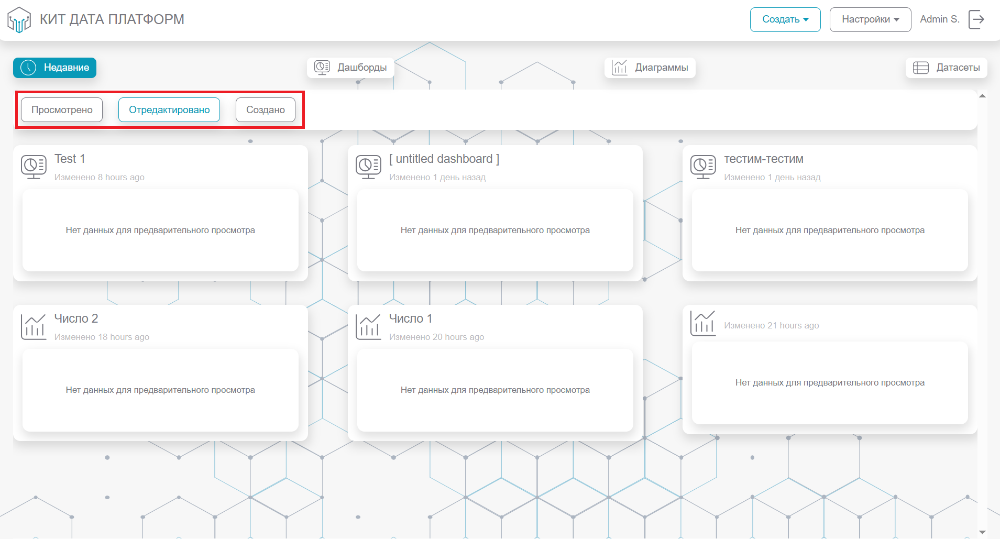 КИТ ДАТА ПЛАТФОРМ
Создать
Настройки
Admin S.
Недавние
Дашборды
Диаграммы
Датасеты
Просмотрено
Отредактировано
Создано
Test 1
Изменено 8 hours ago
Нет данных для предварительного просмотра
[ untitled dashboard ]
Изменено 1 день назад
Нет данных для предварительного просмотра
тестим-тестим
Изменено 1 день назад
Нет данных для предварительного просмотра
Число 2
Изменено 18 hours ago
Нет данных для предварительного просмотра
Число 1
Изменено 20 hours ago
Нет данных для предварительного просмотра
Изменено 21 hours ago
Нет данных для предварительного просмотра